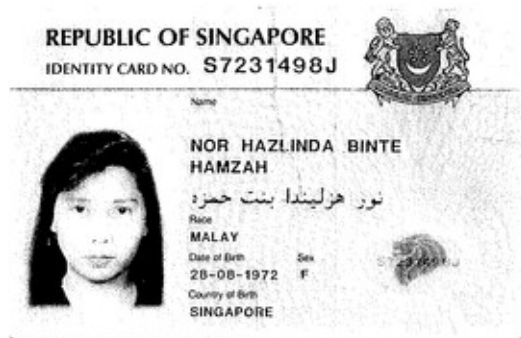 REPUBLIC OF SINGAPORE
IDENTITY CARD NO. S7231498J
Name
NOR HAZLINDA BINTE
HAMZAH
نور هزليندا بنت حمزه
Race
MALAY
Date of Birth Sex
28-08-1972 F
Country of Birth
SINGAPORE